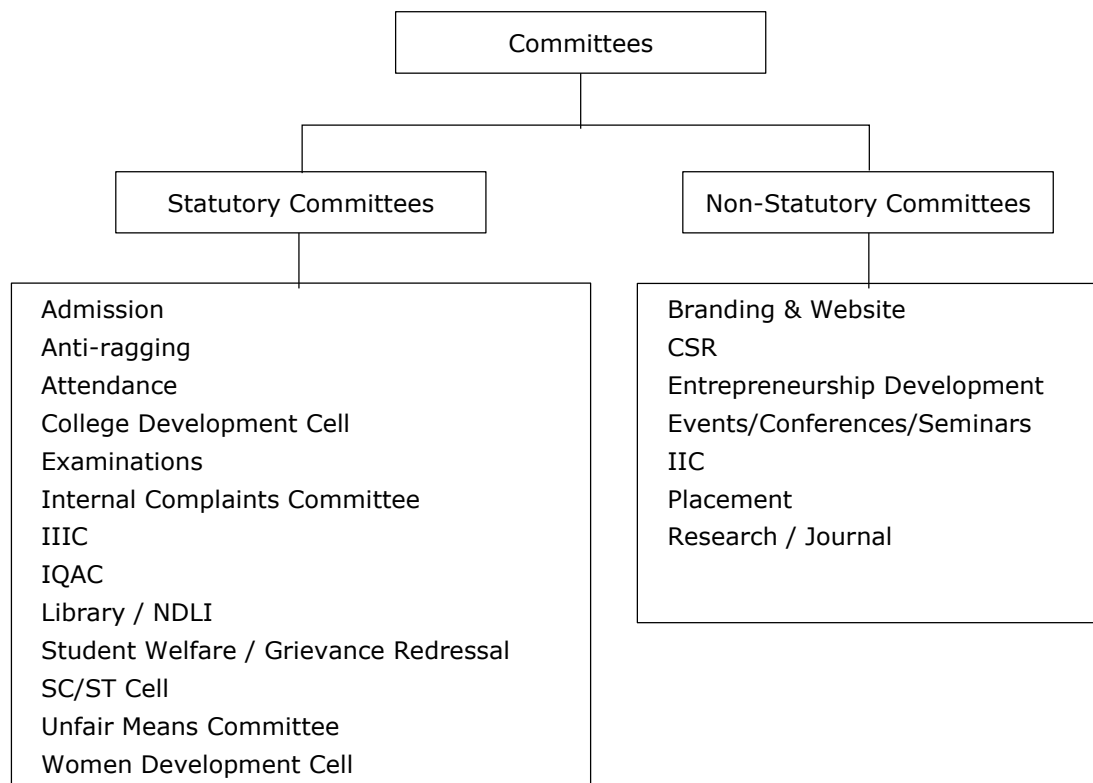 Committees
Statutory Committees
Non-Statutory Committees
Admission
Anti-ragging
Attendance
College Development Cell
Examinations
Internal Complaints Committee
IIIC
IQAC
Library / NDLI
Student Welfare / Grievance Redressal
SC/ST Cell
Unfair Means Committee
Women Development Cell
Branding & Website
CSR
Entrepreneurship Development
Events/Conferences/Seminars
IIC
Placement
Research / Journal